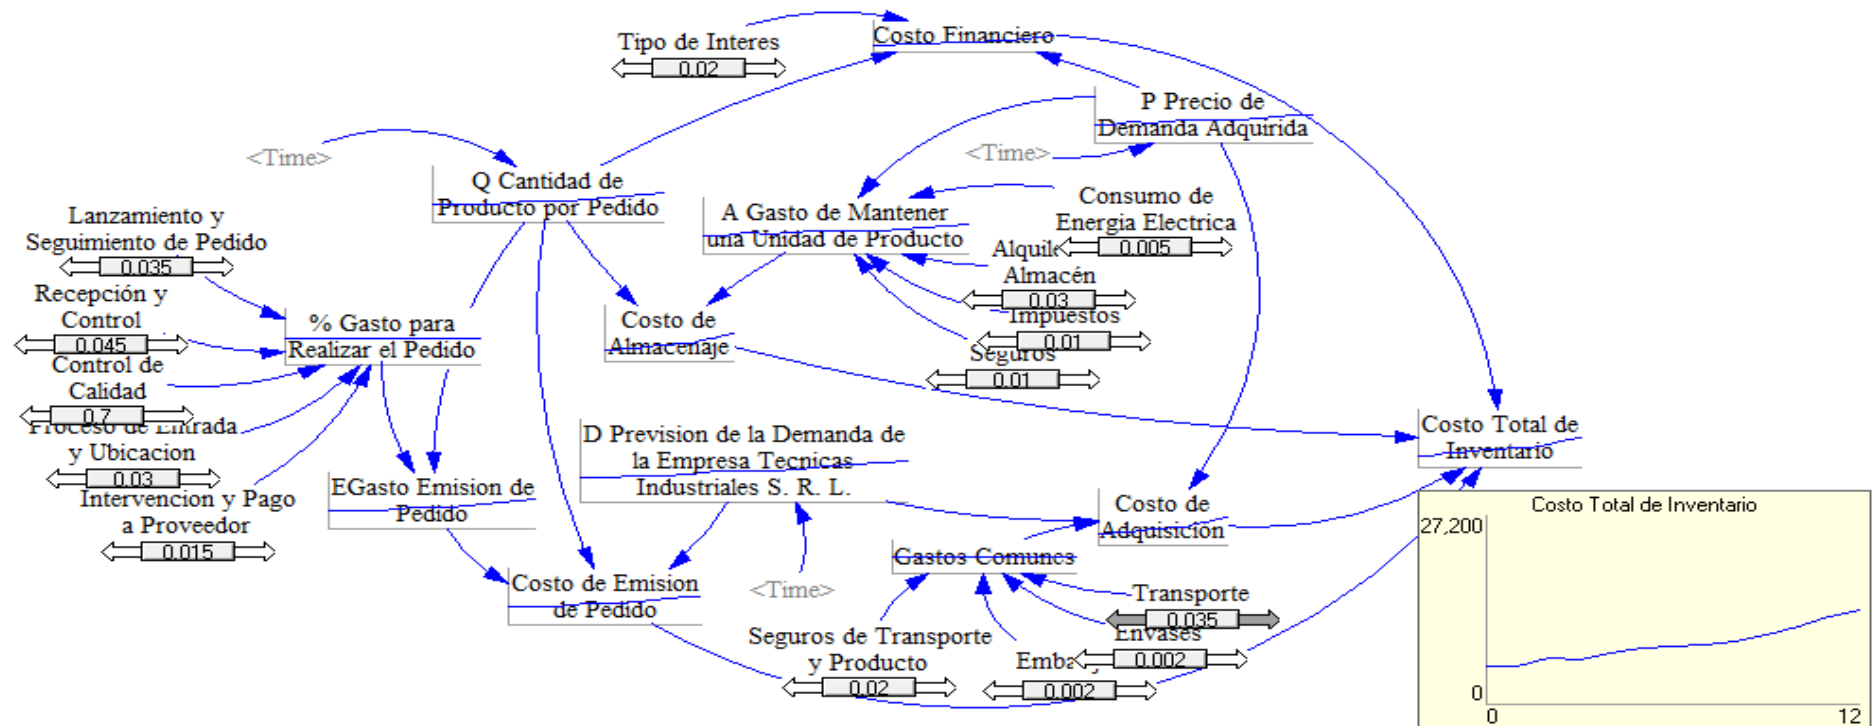 Tipo de Interes
0.02
Costo Financiero
P Precio de
Demanda Adquirida
<Time>
<Time>
Q Cantidad de
Producto por Pedido
A Gasto de Mantener
una Unidad de Producto
Consumo de
Energia Electrica
0.005
Lanzamiento y
Seguimiento de Pedido
0.035
Almacén
0.03
Impuestos
0.01
Seguros
0.01
Recepción y
Control
0.045
Control de
Calidad
0.7
% Gasto para
Realizar el Pedido
Costo de
Almacenaje
Proceso de Entrada
y Ubicacion
0.03
Intervencion y Pago
a Proveedor
0.015
D Prevision de la Demanda de
la Empresa Tecnicas
Industriales S. R. L.
Costo Total de
Inventario
EGasto Emision de
Pedido
Costo de
Adquisición
Gastos Comunes
Costo de Emision
de Pedido
<Time>
Transporte
0.035
Envases
0.002
Seguros de Transporte
y Producto
0.02
0.002
Costo Total de Inventario
27,200
0
0
12